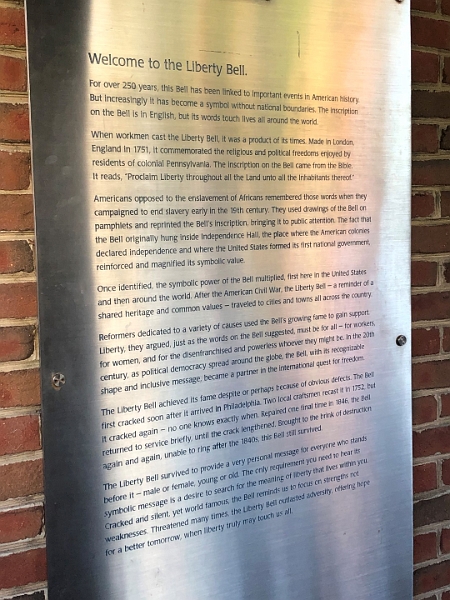 Welcome to the Liberty Bell.
For over 250 years, this Bell has been linked to important events in American history.
But increasingly it has become a symbol without national boundaries. The inscription
on the Bell is in English, but its words touch lives all around the world.
When workmen cast the Liberty Bell, it was a product of its times. Made in London,
England in 1751, it commemorated the religious and political freedoms enjoyed by
residents of colonial Pennsylvania. The inscription on the Bell came from the Bible.
It reads, "Proclaim Liberty throughout all the Land unto all the Inhabitants thereof."
Americans opposed to the enslavement of Africans remembered those words when they
campaigned to end slavery early in the 19th century. They used drawings of the Bell on
pamphlets and reprinted the Bell's inscription, bringing it to public attention. The fact that
the Bell originally hung inside Independence Hall, the place where the American colonies
declared independence and where the United States formed its first national government,
reinforced and magnified its symbolic value.
Once identified, the symbolic power of the Bell multiplied, first here in the United States
and then around the world. After the American Civil War, the Liberty Bell – a reminder of a
shared heritage and common values – traveled to cities and towns all across the country.
Reformers dedicated to a variety of causes used the Bell's growing fame to gain support.
Liberty, they argued, just as the words on the Bell suggested, must be for all – for workers,
for women, and for the disenfranchised and powerless whoever they might be. In the 20th
century, as political democracy spread around the globe, the Bell, with its recognizable
shape and inclusive message, became a partner in the international quest for freedom.
The Liberty Bell achieved its fame despite or perhaps because of obvious defects. The Bell
first cracked soon after it arrived in Philadelphia. Two local craftsmen recast it in 1752, but
it cracked again – no one knows exactly when. Repaired one final time in 1846, the Bell
returned to service briefly, until the crack lengthened. Brought to the brink of destruction
again and again, unable to ring after the 1840s, this Bell still survived.
The Liberty Bell survived to provide a very personal message for everyone who stands
before it – male or female, young or old. The only requirement you need to hear its
symbolic message is a desire to search for the meaning of liberty that lives within you.
Cracked and silent, yet world famous, the Bell reminds us to focus on strengths not
weaknesses. Threatened many times, the Liberty Bell outlasted adversity, offering hope
for a better tomorrow, when liberty truly may touch us all.